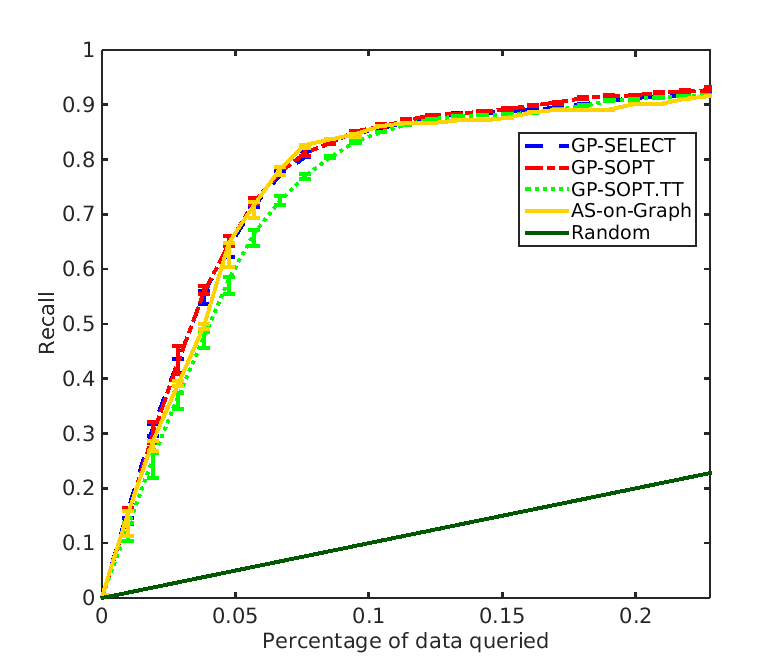 1
0.9
0.8
0.7
0.6
0.5
0.4
0.3
0.2
0.1
0
Recall
GP-SELECT
GP-SOPT
GP-SOPT.TT
AS-on-Graph
Random
0 0.05 0.1 0.15 0.2
Percentage of data queried